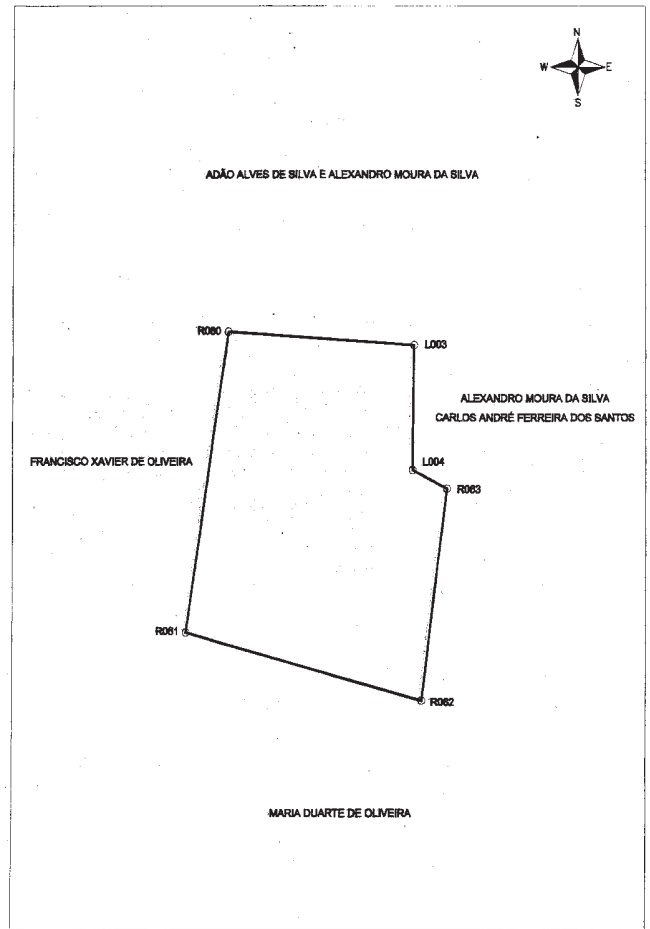 N
W E
S
ADÃO ALVES DE SILVA E ALEXANDRO MOURA DA SILVA
R060
L003
ALEXANDRO MOURA DA SILVA
CARLOS ANDRÉ FERREIRA DOS SANTOS
FRANCISCO XAVIER DE OLIVEIRA
L004
R063
R061
R062
MARIA DUARTE DE OLIVEIRA